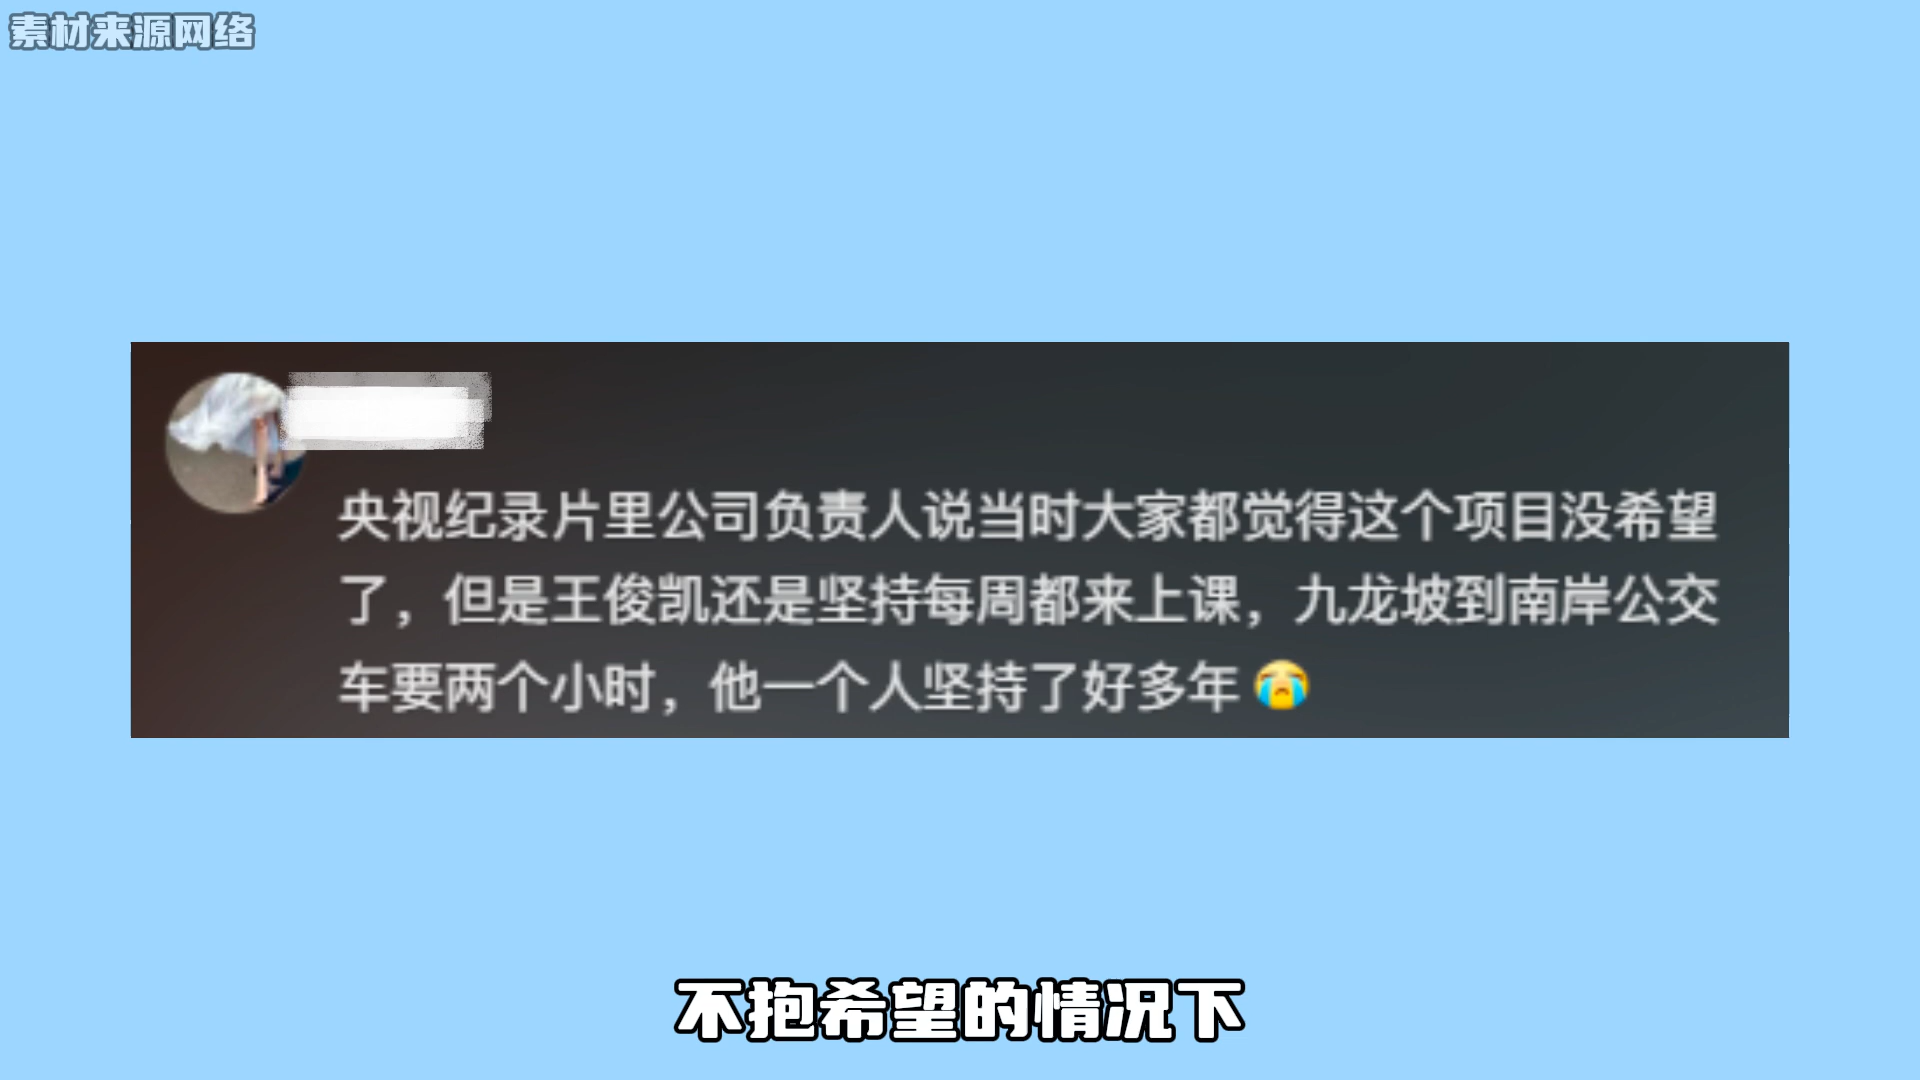 素材来源网络
央视纪录片里公司负责人说当时大家都觉得这个项目没希望
了，但是王俊凯还是坚持每周都来上课，九龙坡到南岸公交
车要两个小时，他一个人坚持了好多年😭
不抱希望的情况下